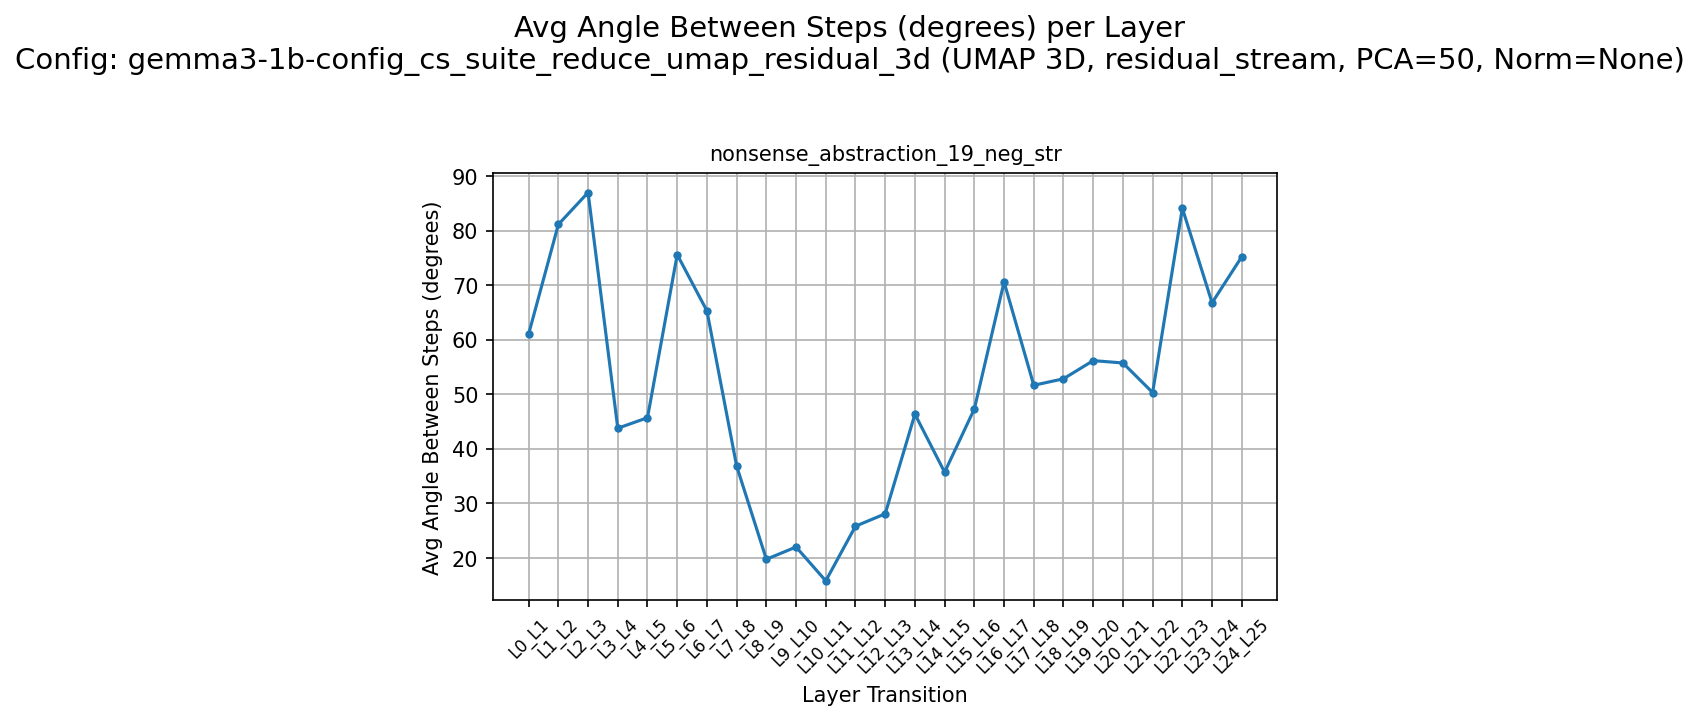 Avg Angle Between Steps (degrees) per Layer
Config: gemma3-1b-config_cs_suite_reduce_umap_residual_3d (UMAP 3D, residual_stream, PCA=50, Norm=None)
nonsense_abstraction_19_neg_str
Avg Angle Between Steps (degrees)
90
80
70
60
50
40
30
20
L0_L1
L1_L2
L2_L3
L3_L4
L4_L5
L5_L6
L6_L7
L7_L8
L8_L9
L9_L10
L10_L11
L11_L12
L12_L13
L13_L14
L14_L15
L15_L16
L16_L17
L17_L18
L18_L19
L19_L20
L20_L21
L21_L22
L22_L23
L23_L24
L24_L25
Layer Transition